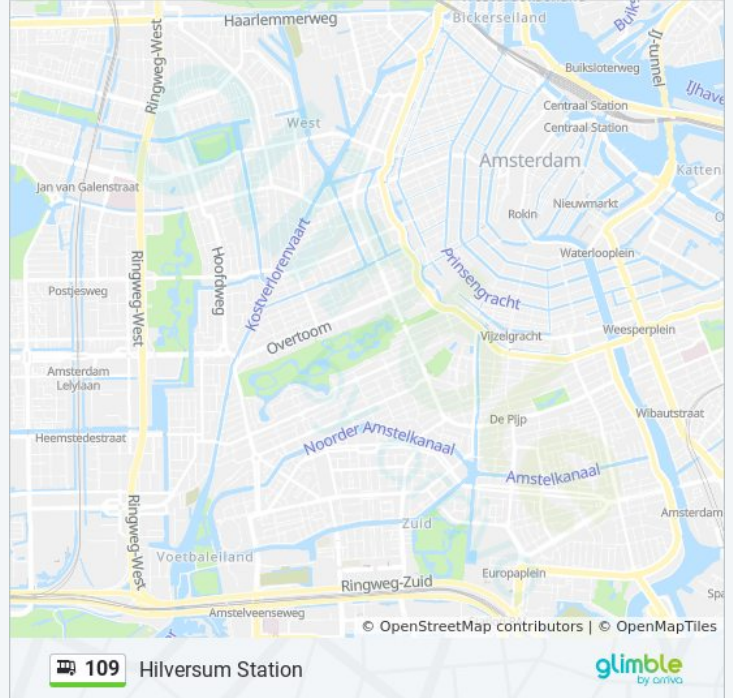 Haarlemmerweg
Bickerseiland
Buiks
Ringweg-West
IJ-tunnel
Buiksloterweg
IJhave
Centraal Station
West
Centraal Station
Amsterdam
Katten
Jan van Galenstraat
Nieuwmarkt
Rokin
O
Kostverlorenvaart
Waterlooplein
Hoofdweg
Prinsengracht
Ringweg-West
Postjesweg
Overtoom
Vijzelgracht
Weesperplein
Amsterdam
Lelylaan
Wibautstraat
De Pijp
Heemstedestraat
Noorder Amstelkanaal
Amstelkanaal
Ringweg-West
Amsterdam
Zuid
Voetbaleiland
Europaplein
Ringweg-Zuid
Spa
Amstelveenseweg
© OpenStreetMap contributors | © OpenMapTiles
109 Hilversum Station
glimble
by arriva